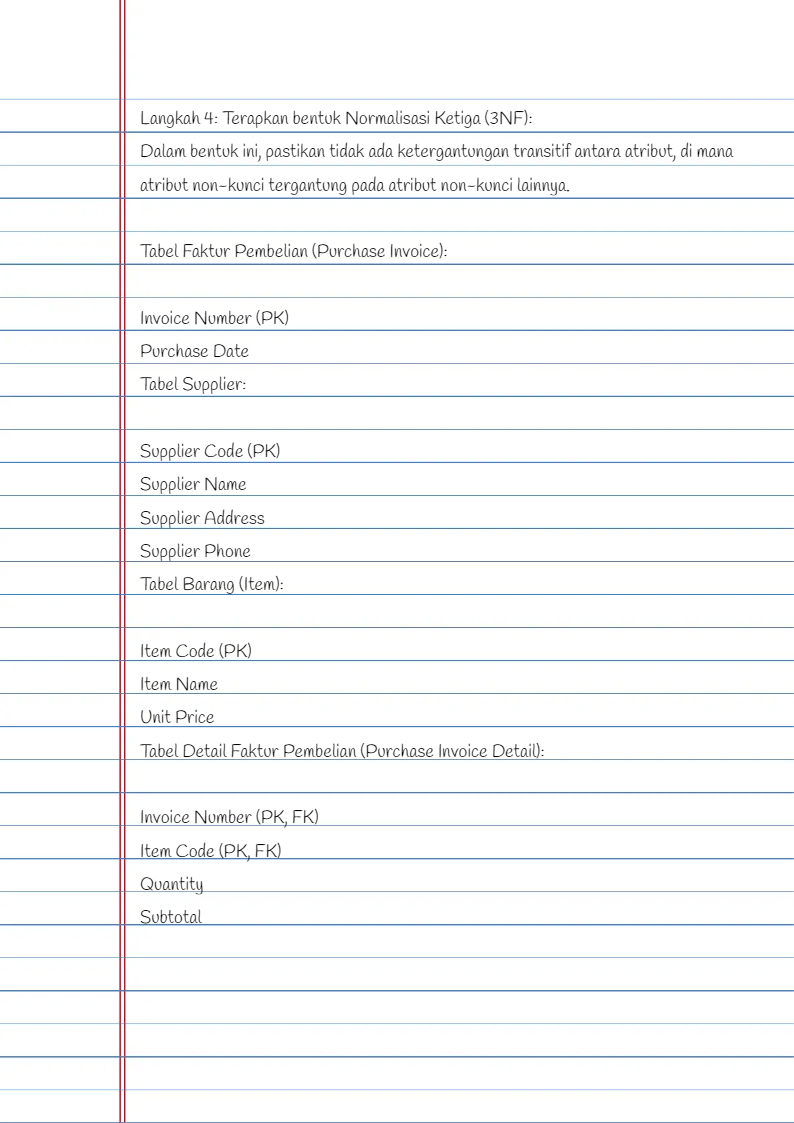 Langkah 4: Terapkan bentuk Normalisasi Ketiga (3NF):
Dalam bentuk ini, pastikan tidak ada ketergantungan transitif antara atribut, di mana
atribut non-kunci tergantung pada atribut non-kunci lainnya.
Tabel Faktur Pembelian (Purchase Invoice):
Invoice Number (PK)
Purchase Date
Tabel Supplier:
Supplier Code (PK)
Supplier Name
Supplier Address
Supplier Phone
Tabel Barang (Item):
Item Code (PK)
Item Name
Unit Price
Tabel Detail Faktur Pembelian (Purchase Invoice Detail):
Invoice Number (PK, FK)
Item Code (PK, FK)
Quantity
Subtotal